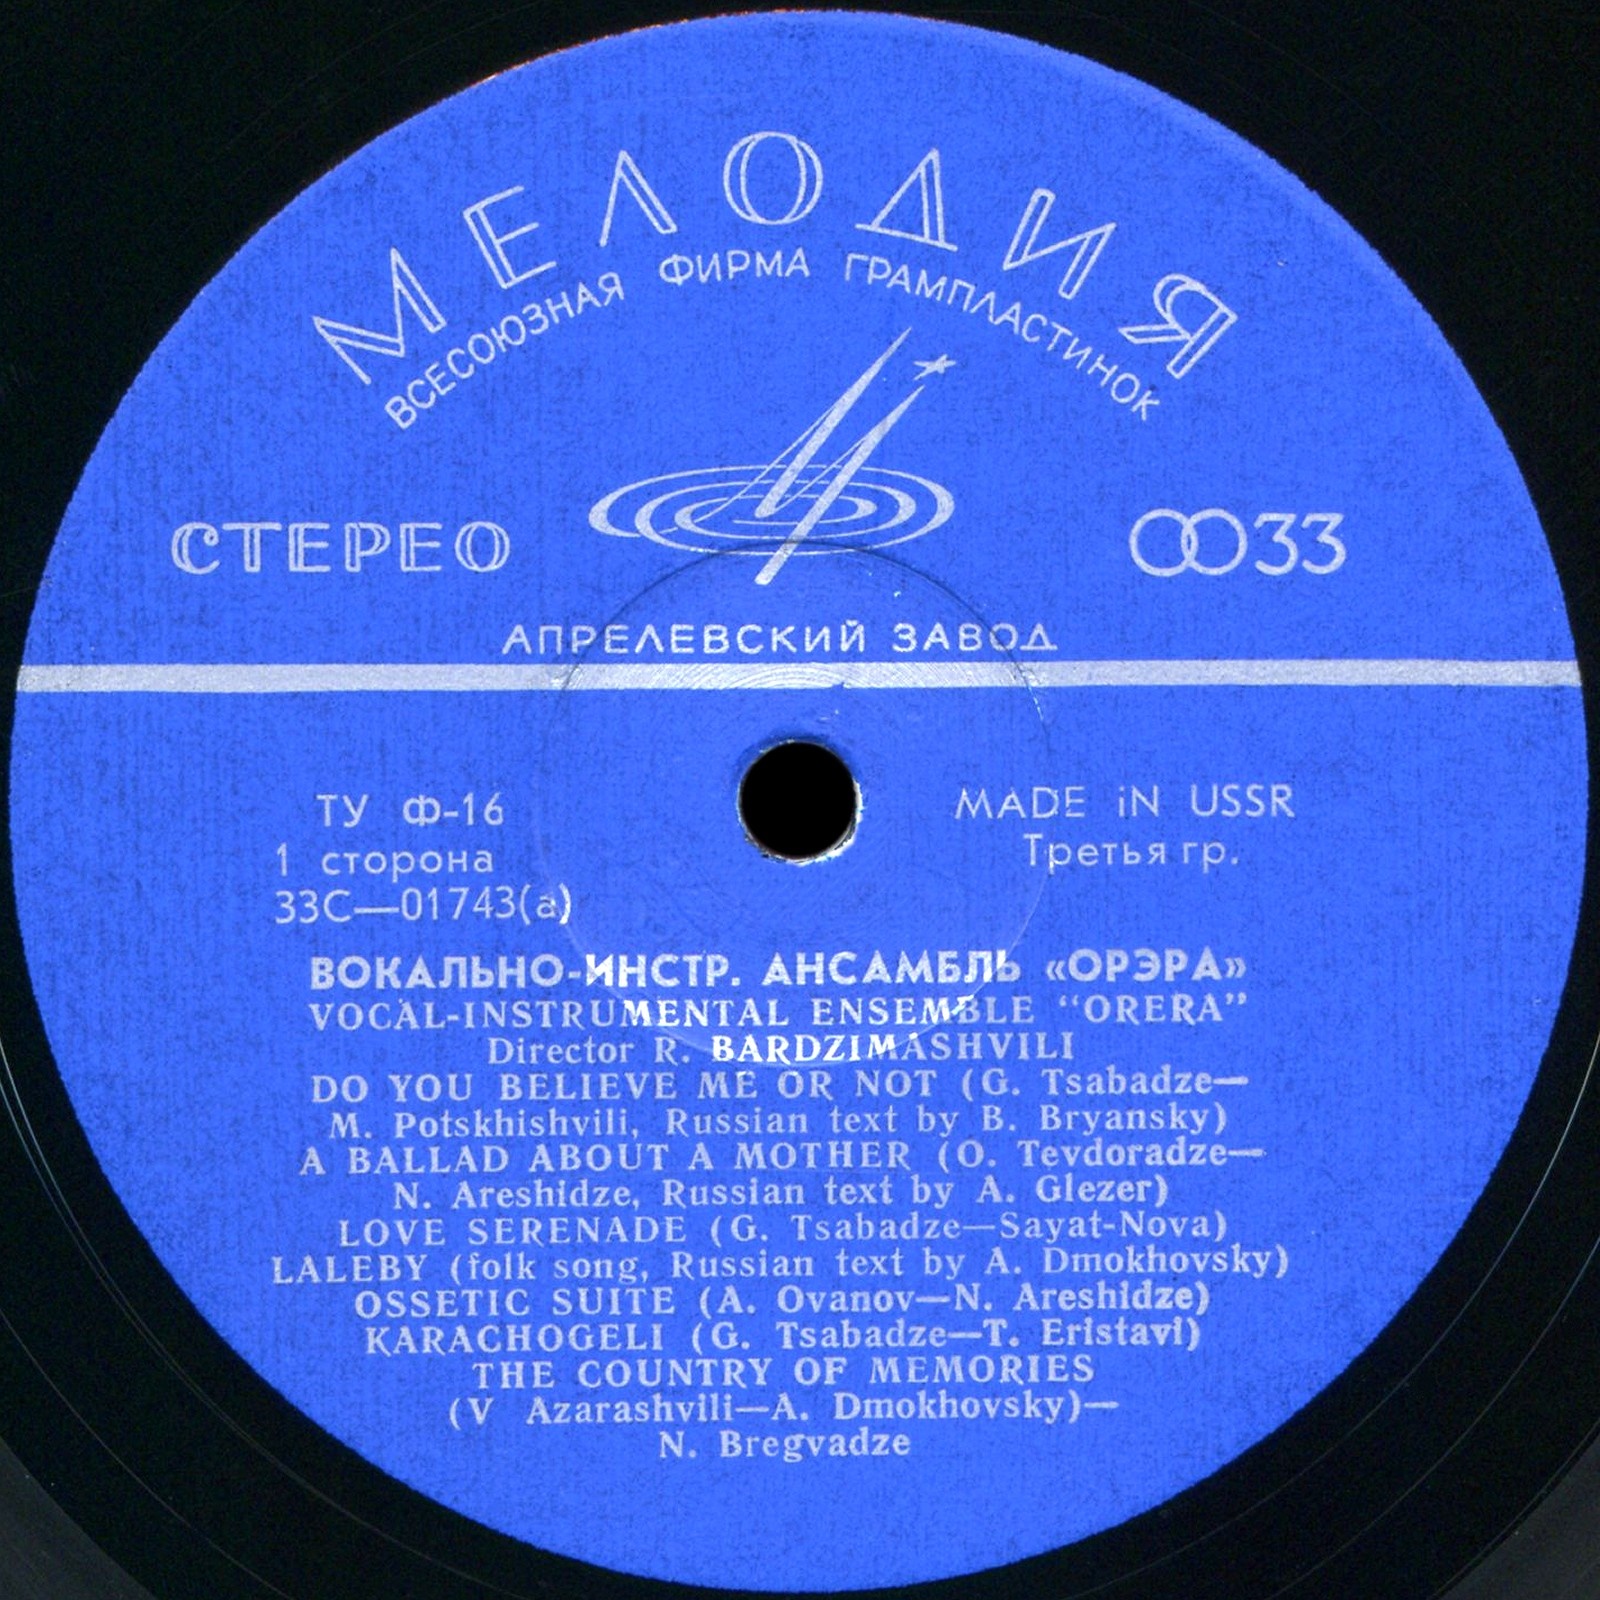 МЕЛОДИЯ
ВСЕСОЮЗНАЯ ФИРМА ГРАМПЛАСТИНОК
СТЕРЕО
33
АПРЕЛЕВСКИЙ ЗАВОД
ТУ Ф-16
1 сторона
33С—01743(а)
MADE iN USSR
Третья гр.
ВОКАЛЬНО-ИНСТР. АНСАМБЛЬ «ОРЭРА»
VOCAL-INSTRUMENTAL ENSEMBLE “ORERA”
Director R. BARDZIMASHVILI
DO YOU BELIEVE ME OR NOT (G. Tsabadze—
M. Potskhishvili, Russian text by B. Bryansky)
A BALLAD ABOUT A MOTHER (O. Tevdoradze—
N. Areshidze, Russian text by A. Glezer)
LOVE SERENADE (G. Tsabadze—Sayat-Nova)
LALEBY (folk song, Russian text by A. Dmokhovsky)
OSSETIC SUITE (A. Ovanov—N. Areshidze)
KARACHOGELI (G. Tsabadze—T. Eristavi)
THE COUNTRY OF MEMORIES
(V Azarashvili—A. Dmokhovsky)—
N. Bregvadze